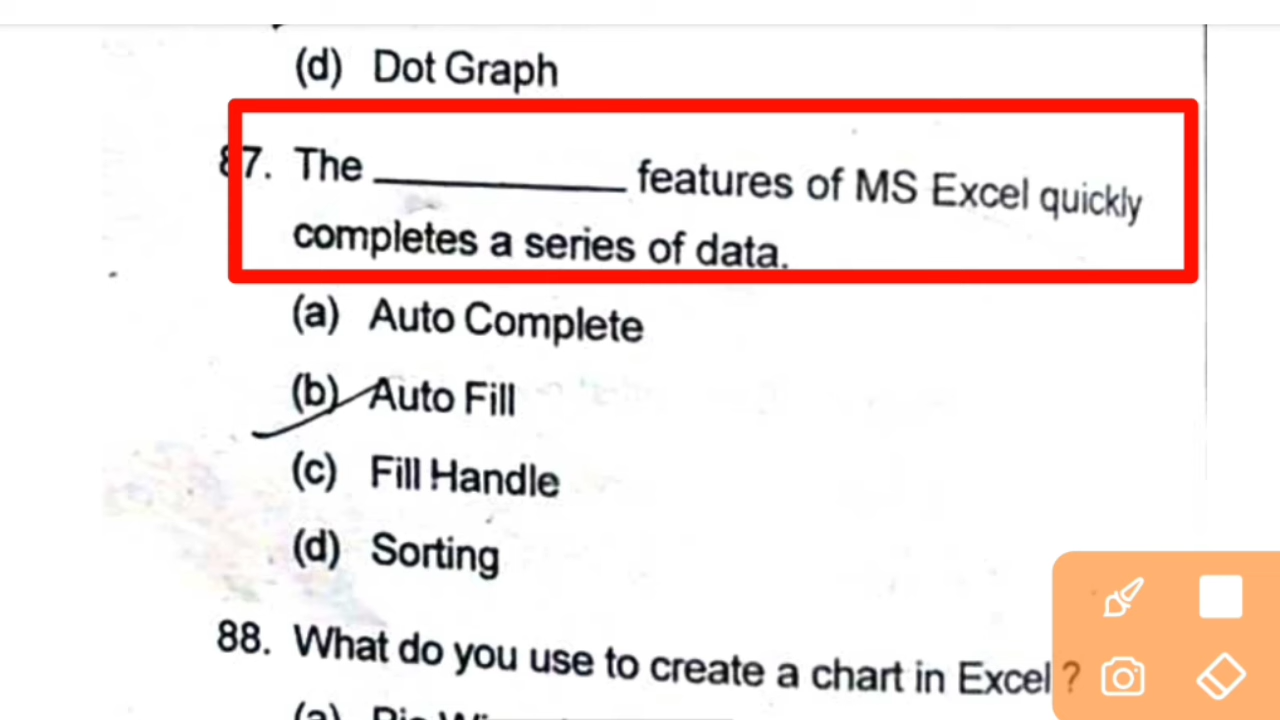 (d) Dot Graph
87. The ____________ features of MS Excel quickly
completes a series of data.
(a) Auto Complete
(b) Auto Fill
(c) Fill Handle
(d) Sorting
88. What do you use to create a chart in Excel ?
(a) Pie